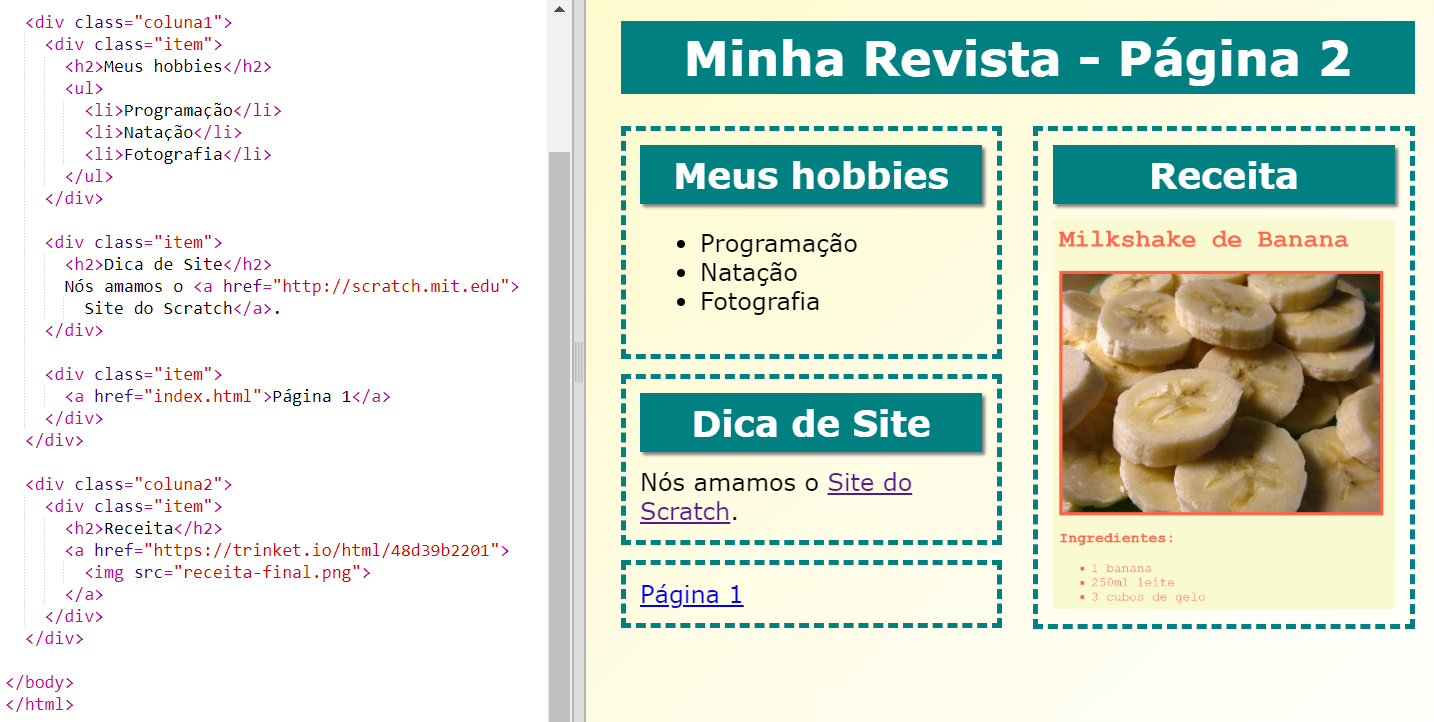 <div class="coluna1">
<div class="item">
<h2>Meus hobbies</h2>
<ul>
<li>Programação</li>
<li>Natação</li>
<li>Fotografia</li>
</ul>
</div>
<div class="item">
<h2>Dica de Site</h2>
Nós amamos o <a href="http://scratch.mit.edu">
Site do Scratch</a>.
</div>
<div class="item">
<a href="index.html">Página 1</a>
</div>
</div>
<div class="coluna2">
<div class="item">
<h2>Receita</h2>
<a href="https://trinket.io/html/48d39b2201">
<img src="receita-final.png">
</a>
</div>
</div>
</body>
</html>
Minha Revista - Página 2
Meus hobbies
• Programação
• Natação
• Fotografia
Dica de Site
Nós amamos o Site do
Scratch.
Página 1
Receita
Milkshake de Banana
Ingredientes:
▪ 1 banana
▪ 250ml leite
▪ 3 cubos de gelo